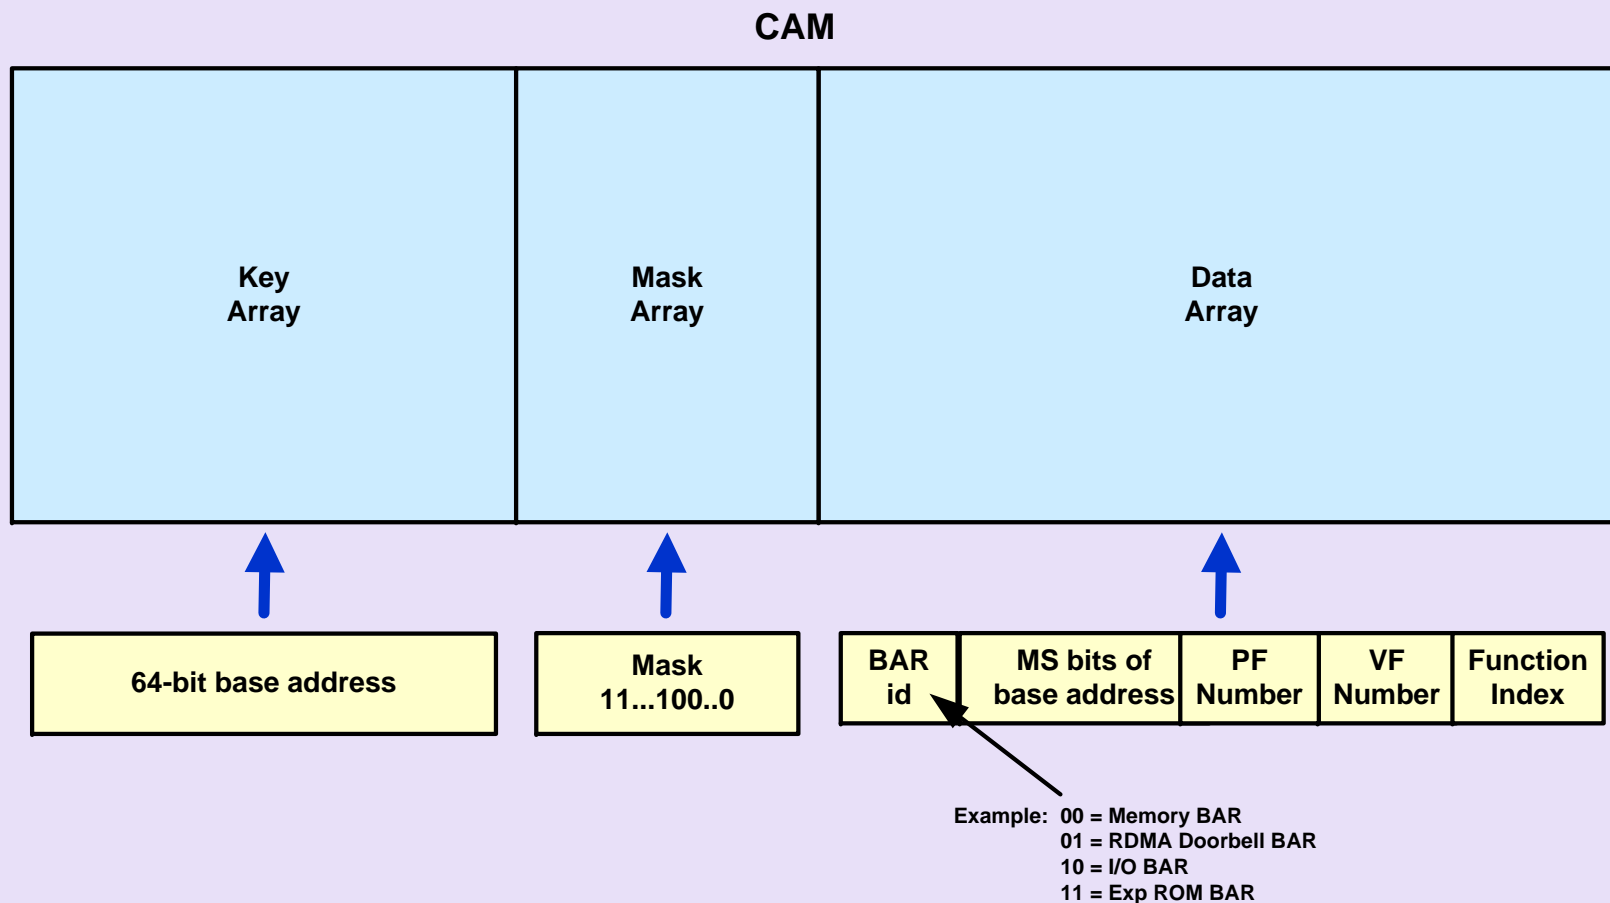 CAM
Key
Array
Mask
Array
Data
Array
64-bit base address
Mask
11...100..0
BAR
id
MS bits of
base address
PF
Number
VF
Number
Function
Index
Example: 00 = Memory BAR
01 = RDMA Doorbell BAR
10 = I/O BAR
11 = Exp ROM BAR